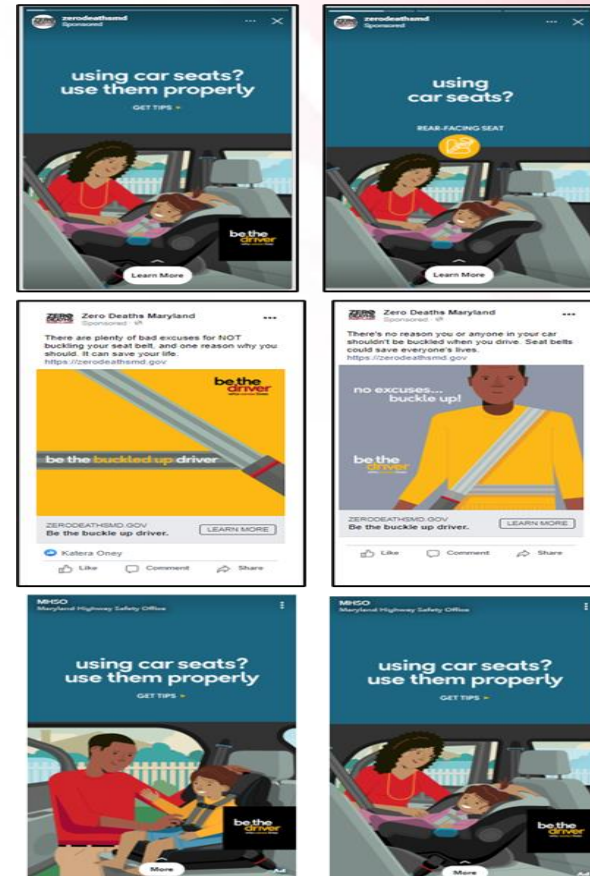 zerodeathsmd
Sponsored
using car seats?
use them properly
GET TIPS
be the
driver
Learn More
zerodeathsmd
Sponsored
using
car seats?
REAR-FACING SEAT
Learn More
ZERO
DEATHS
Zero Deaths Maryland
Sponsored
There are plenty of bad excuses for NOT
buckling your seat belt, and one reason why you
should. It can save your life.
https://zerodeathsmd.gov
be the
driver
be the buckled up driver
ZERODEATHSMD.GOV
Be the buckle up driver.
LEARN MORE
Katera Oney
Like Comment Share
ZERO
DEATHS
Zero Deaths Maryland
Sponsored
There's no reason you or anyone in your car
shouldn't be buckled when you drive. Seat belts
could save everyone's lives.
https://zerodeathsmd.gov
no excuses...
buckle up!
be the
driver
ZERODEATHSMD.GOV
Be the buckle up driver.
LEARN MORE
Like Comment Share
MHSO
Maryland Highway Safety Office
using car seats?
use them properly
GET TIPS
be the
driver
More
Ad
MHSO
Maryland Highway Safety Office
using car seats?
use them properly
GET TIPS
be the
driver
More
Ad